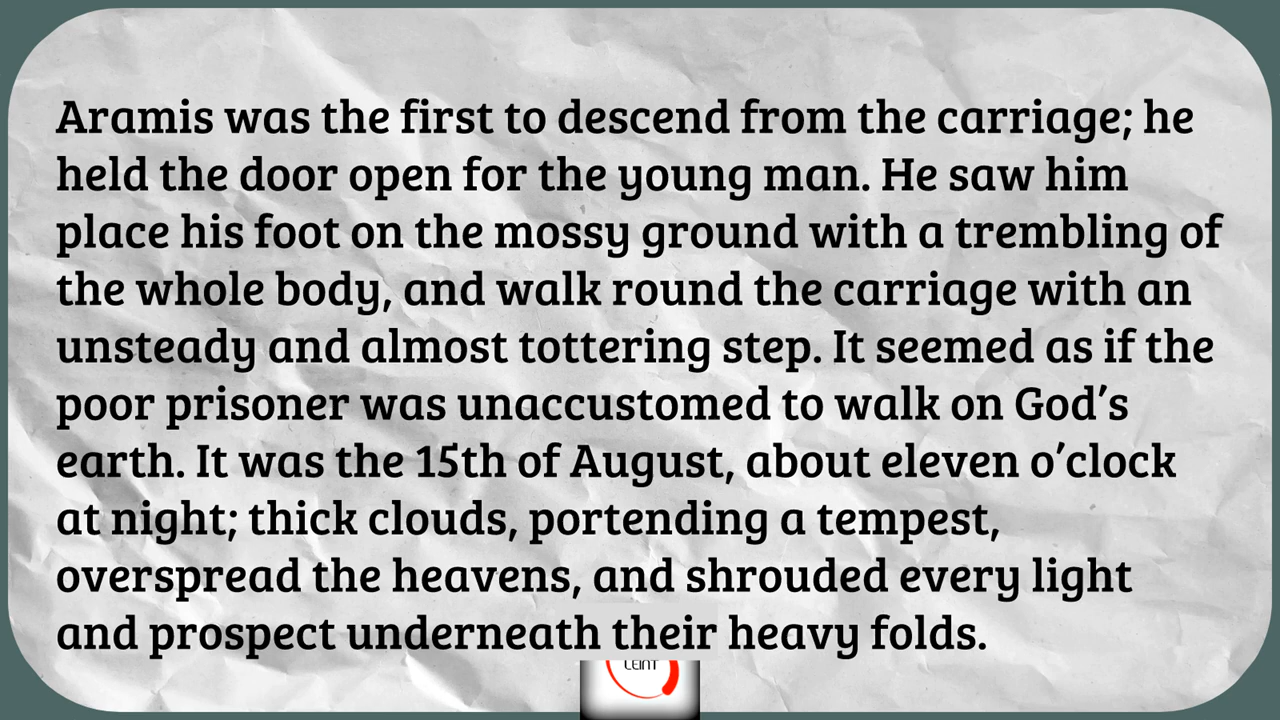 Aramis was the first to descend from the carriage; he
held the door open for the young man. He saw him
place his foot on the mossy ground with a trembling of
the whole body, and walk round the carriage with an
unsteady and almost tottering step. It seemed as if the
poor prisoner was unaccustomed to walk on God’s
earth. It was the 15th of August, about eleven o’clock
at night; thick clouds, portending a tempest,
overspread the heavens, and shrouded every light
and prospect underneath their heavy folds.